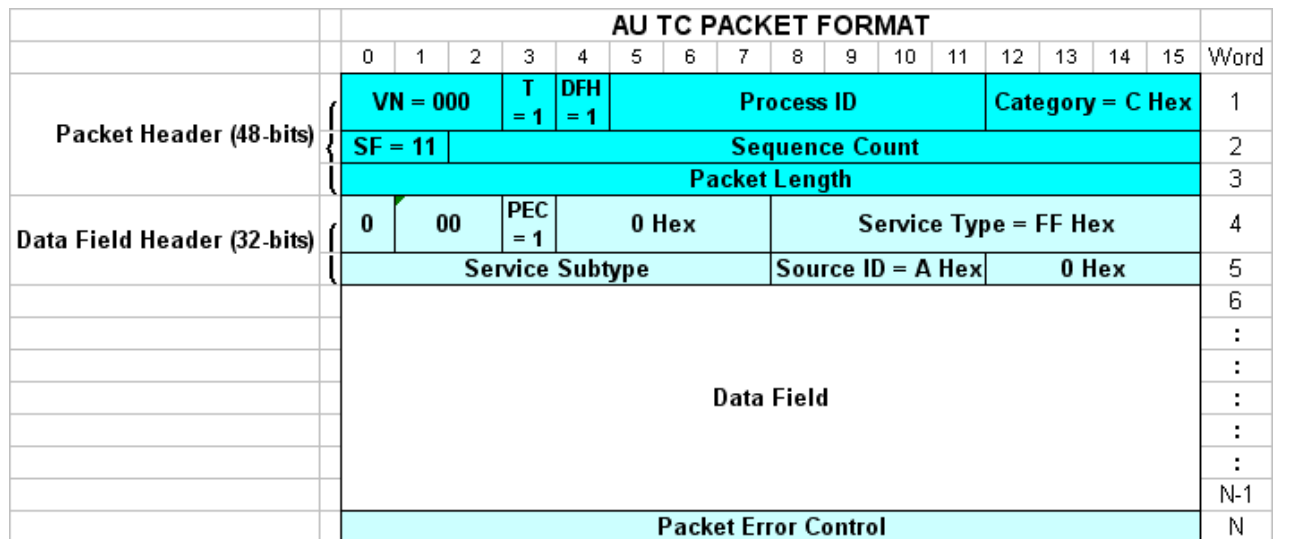 AU TC PACKET FORMAT
0 1 2 3 4 5 6 7 8 9 10 11 12 13 14 15 Word
Packet Header (48-bits)
VN = 000
T = 1
DFH = 1
Process ID
Category = C Hex
1
SF = 11
Sequence Count
2
Packet Length
3
Data Field Header (32-bits)
0
00
PEC = 1
0 Hex
Service Type = FF Hex
4
Service Subtype
Source ID = A Hex
0 Hex
5
6
:
:
Data Field
:
:
:
N-1
Packet Error Control
N